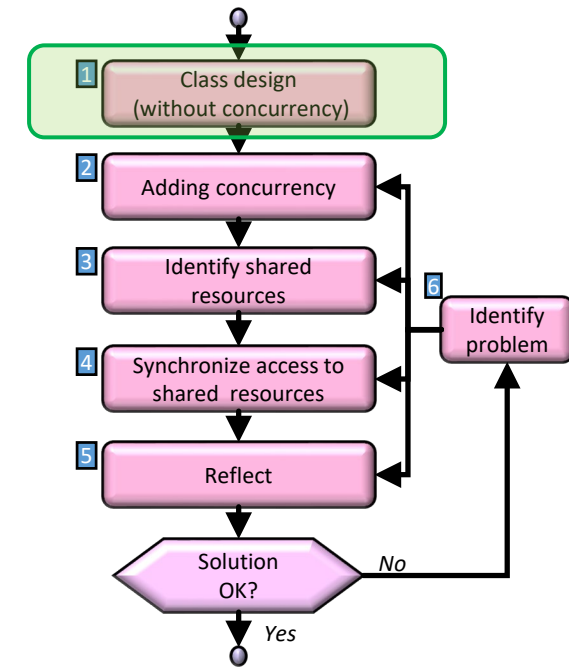 1
Class design
(without concurrency)
2
Adding concurrency
3
Identify shared
resources
6
Identify
problem
4
Synchronize access to
shared resources
5
Reflect
Solution
OK?
No
Yes